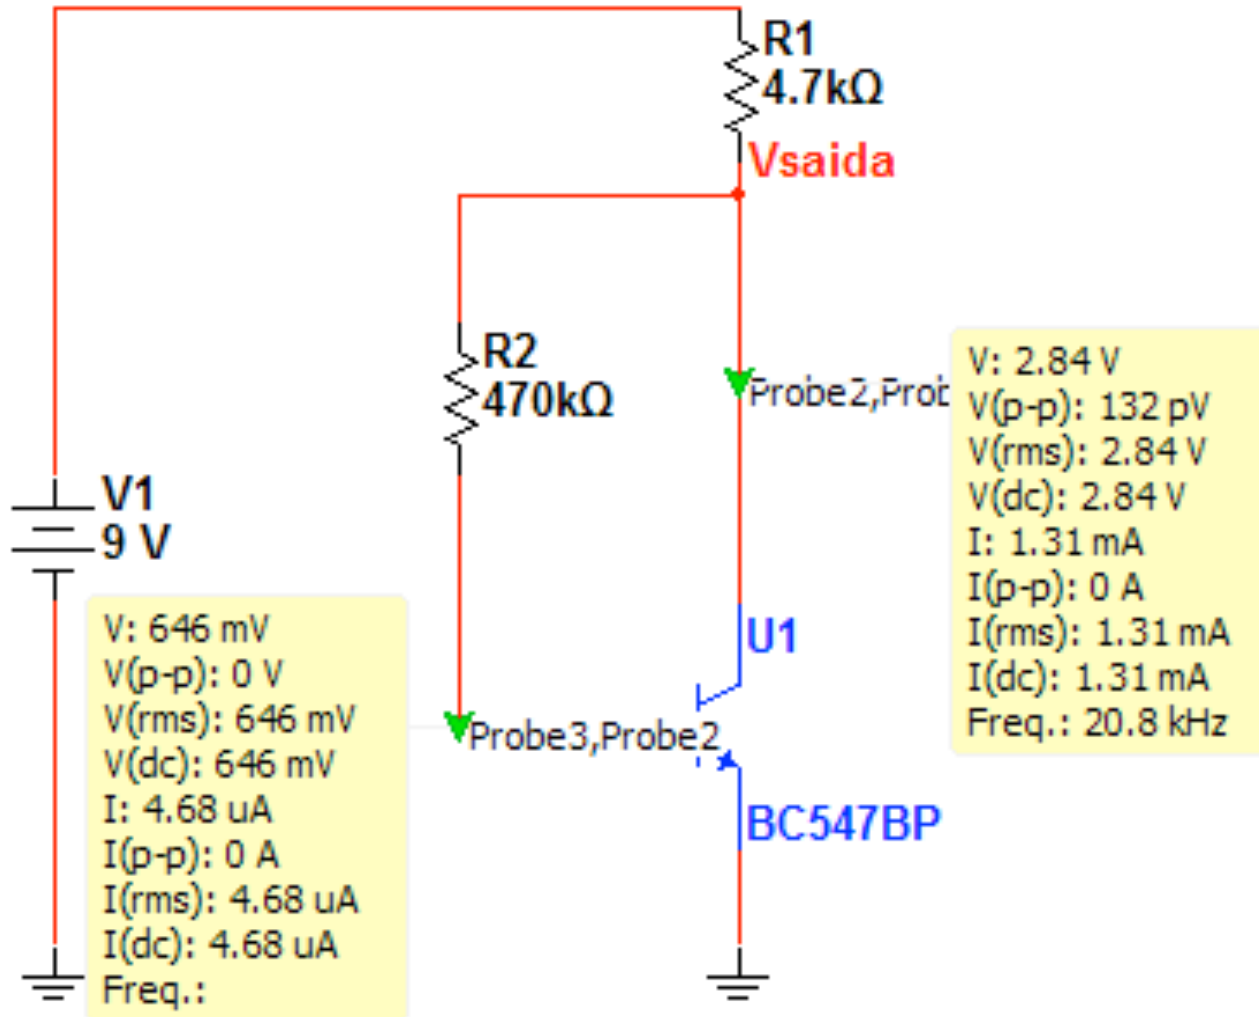 R1
4.7kΩ
Vsaida
R2
470kΩ
Probe2,Prob
V: 2.84 V
V(p-p): 132 pV
V(rms): 2.84 V
V(dc): 2.84 V
I: 1.31 mA
I(p-p): 0 A
I(rms): 1.31 mA
I(dc): 1.31 mA
Freq.: 20.8 kHz
V1
9 V
V: 646 mV
V(p-p): 0 V
V(rms): 646 mV
V(dc): 646 mV
I: 4.68 uA
I(p-p): 0 A
I(rms): 4.68 uA
I(dc): 4.68 uA
Freq.:
Probe3,Probe2
U1
BC547BP